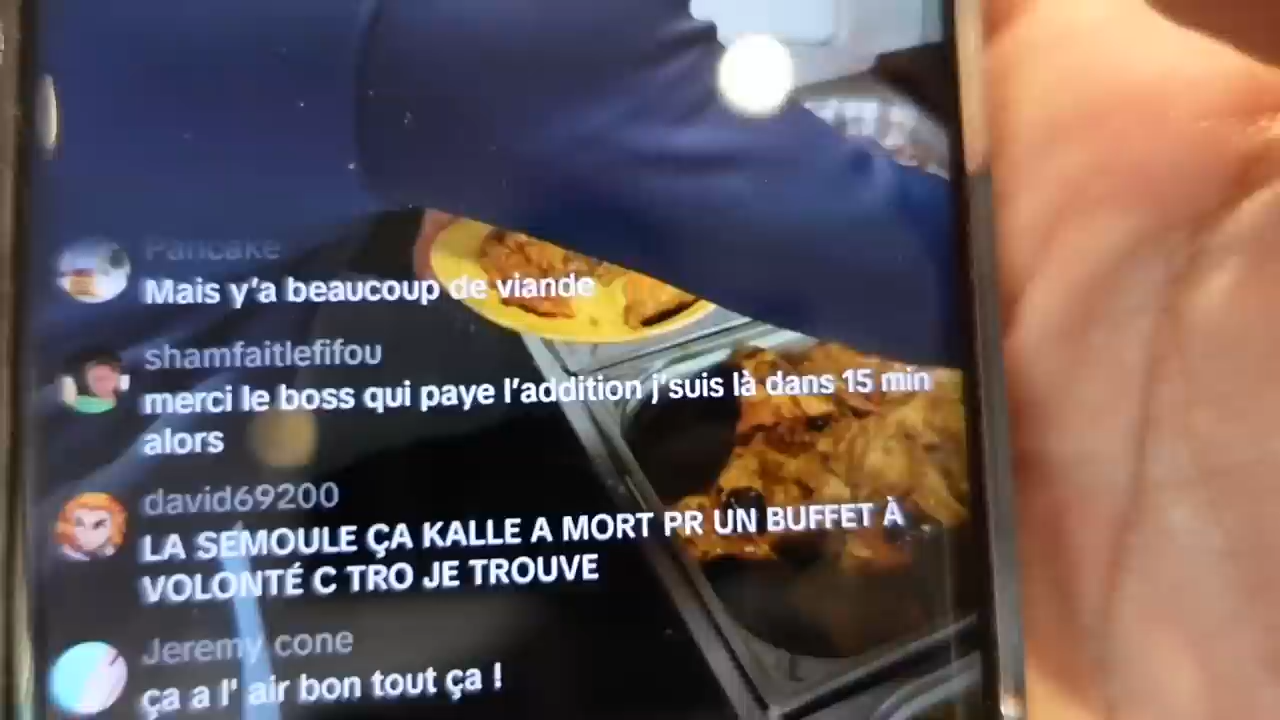 Pancake
Mais y'a beaucoup de viande
shamfaitlefifou
merci le boss qui paye l'addition j'suis là dans 15 min
alors
david69200
LA SEMOULE ÇA KALLE A MORT PR UN BUFFET À
VOLONTÉ C TRO JE TROUVE
Jeremy cone
ça a l' air bon tout ça !